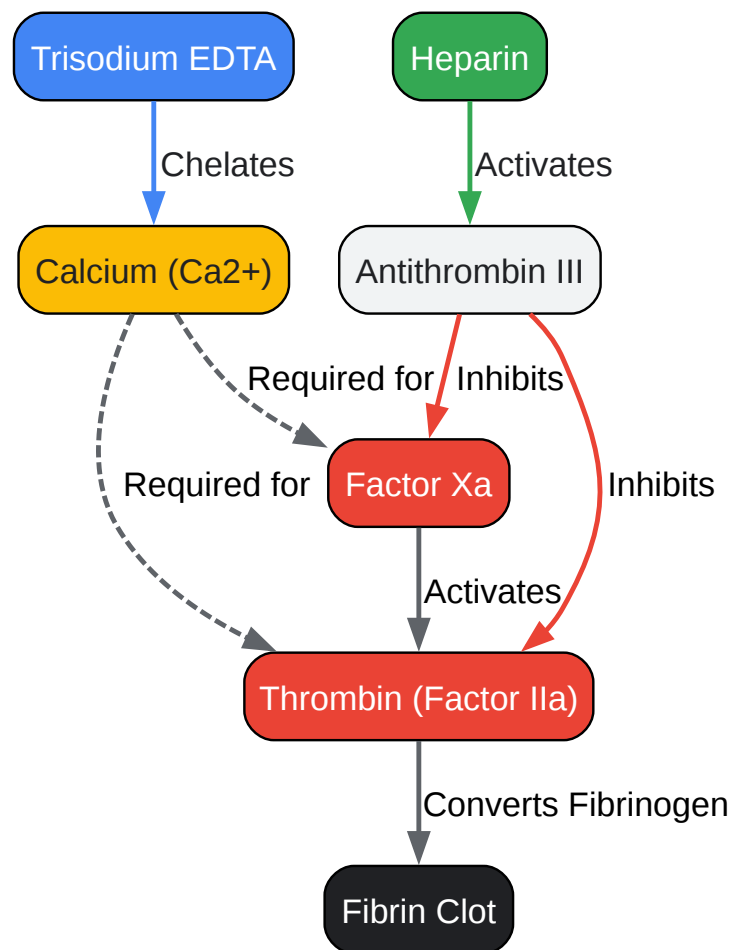 Trisodium EDTA
Heparin
Chelates
Activates
Calcium (Ca2+)
Antithrombin III
Required for
Inhibits
Required for
Factor Xa
Inhibits
Activates
Thrombin (Factor IIa)
Converts Fibrinogen
Fibrin Clot